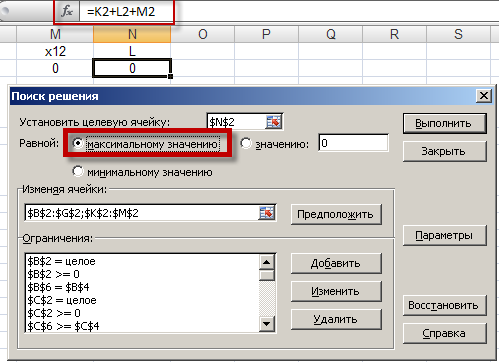 fx =K2+L2+M2
M N O P Q R S
x12 L
0 0
Поиск решения
Установить целевую ячейку: $N$2 Выполнить
Равной: максимальному значению значению: 0 Закрыть
минимальному значению
Изменяя ячейки:
$B$2:$G$2;$K$2:$M$2 Предположить
Ограничения: Параметры
$B$2 = целое Добавить
$B$2 >= 0
$B$6 = $B$4 Изменить
$C$2 = целое Восстановить
$C$2 >= 0 Удалить
$C$6 >= $C$4 Справка